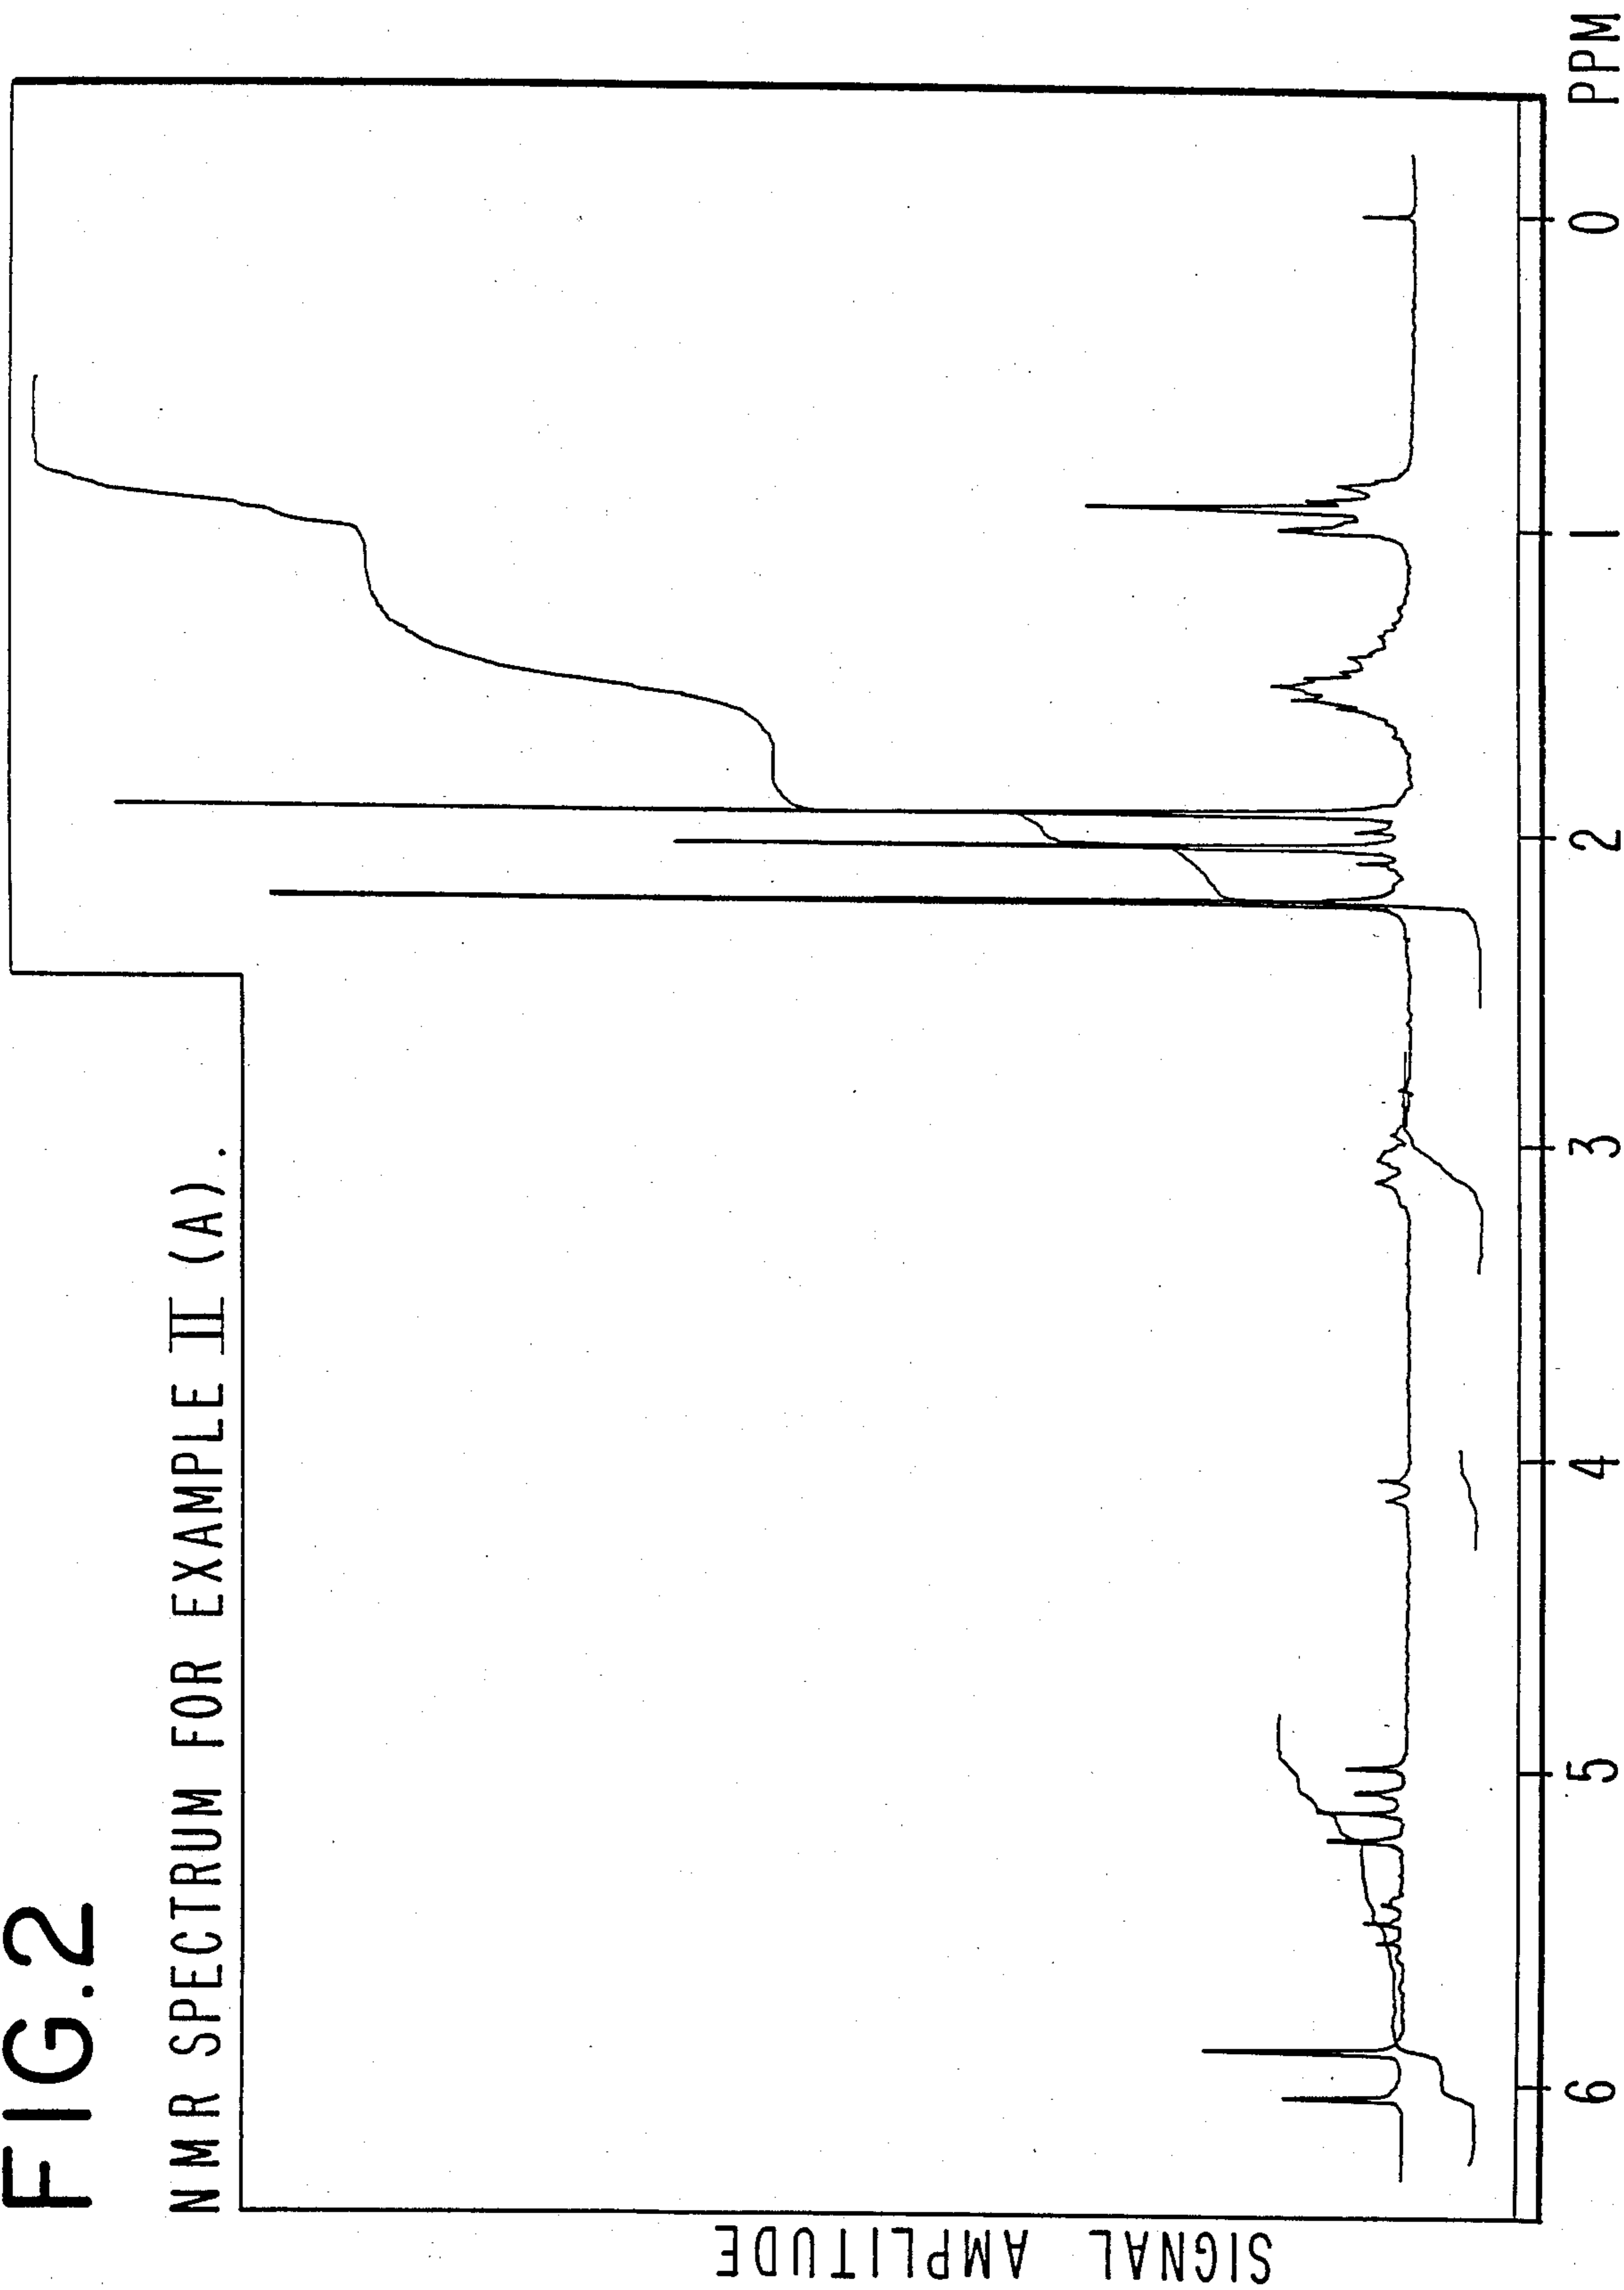 FIG.2
NMR SPECTRUM FOR EXAMPLE II (A).
SIGNAL AMPLITUDE
6 5 4 3 2 1 0 PPM